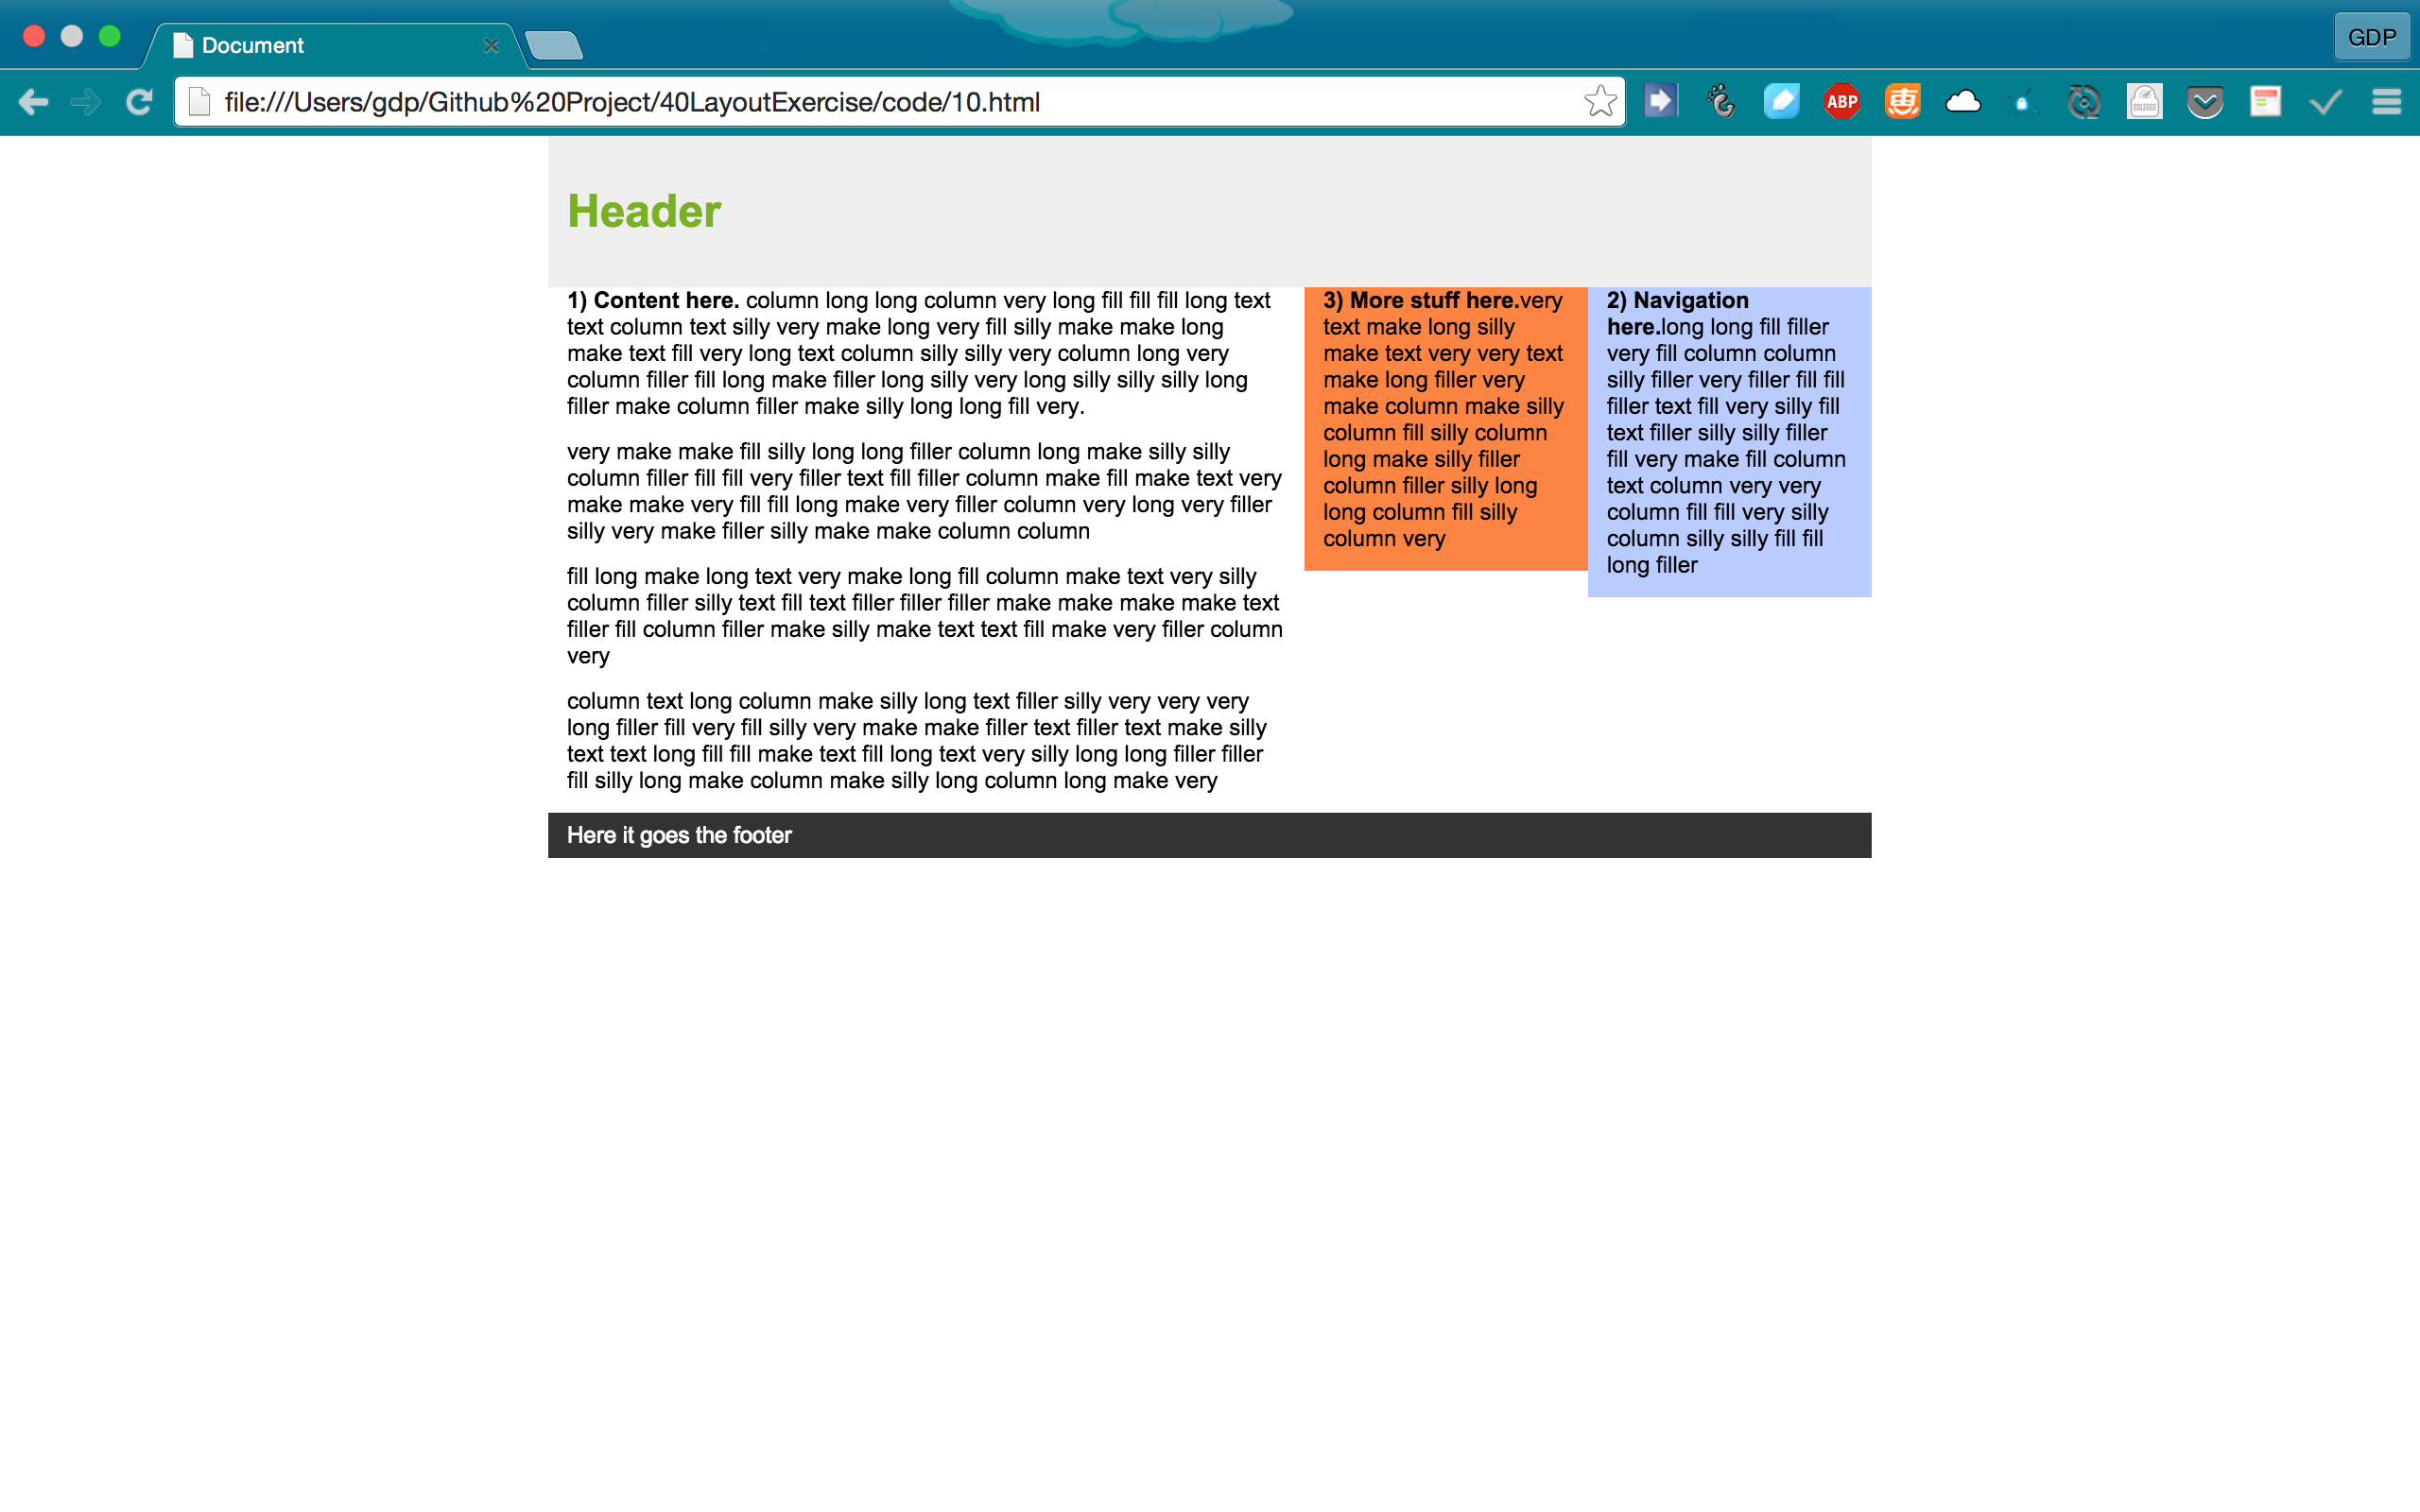 Document
GDP
file:///Users/gdp/Github%20Project/40LayoutExercise/code/10.html
ABP
惠
SSLEDGE
Header
1) Content here. column long long column very long fill fill fill long text
text column text silly very make long very fill silly make make long
make text fill very long text column silly silly very column long very
column filler fill long make filler long silly very long silly silly silly long
filler make column filler make silly long long fill very.
very make make fill silly long long filler column long make silly silly
column filler fill fill very filler text fill filler column make fill make text very
make make very fill fill long make very filler column very long very filler
silly very make filler silly make make column column
fill long make long text very make long fill column make text very silly
column filler silly text fill text filler filler filler make make make make text
filler fill column filler make silly make text text fill make very filler column
very
column text long column make silly long text filler silly very very very
long filler fill very fill silly very make make filler text filler text make silly
text text long fill fill make text fill long text very silly long long filler filler
fill silly long make column make silly long column long make very
3) More stuff here.very
text make long silly
make text very very text
make long filler very
make column make silly
column fill silly column
long make silly filler
column filler silly long
long column fill silly
column very
2) Navigation
here.long long fill filler
very fill column column
silly filler very filler fill fill
filler text fill very silly fill
text filler silly silly filler
fill very make fill column
text column very very
column fill fill very silly
column silly silly fill fill
long filler
Here it goes the footer